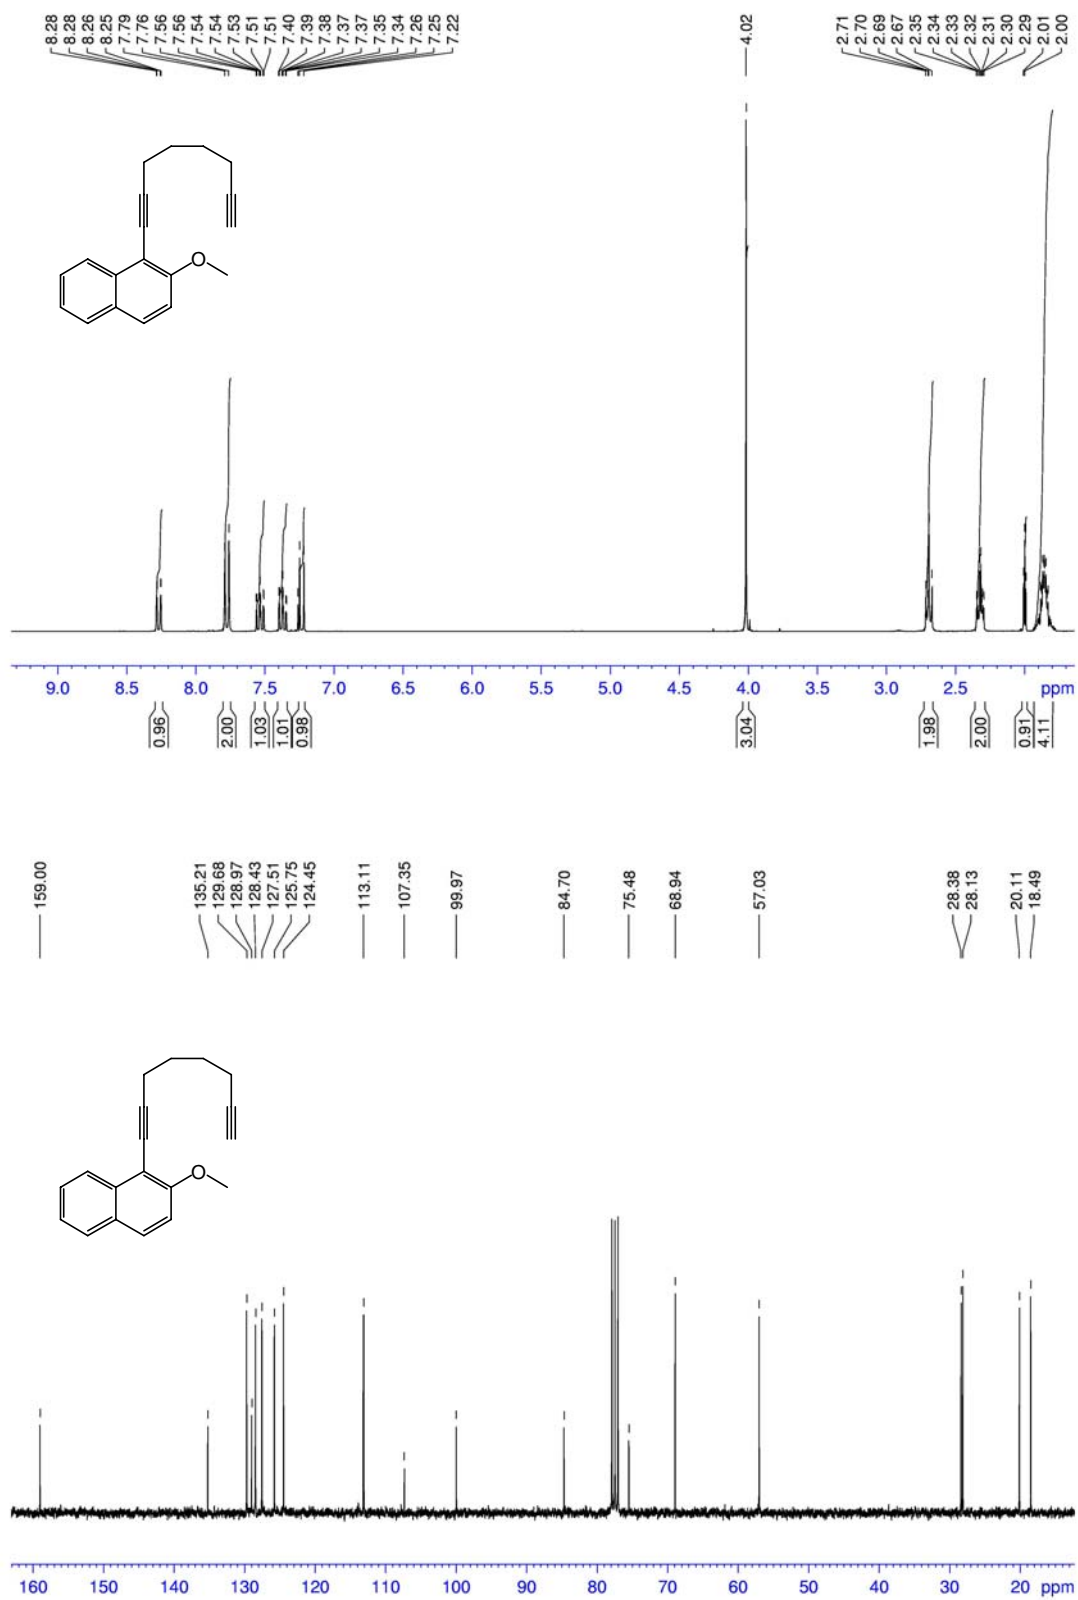 8.28 8.28 8.26 8.25 7.79 7.76 7.56 7.56 7.54 7.54 7.53 7.51 7.51 7.40 7.39 7.38 7.37 7.37 7.35 7.34 7.26 7.25 7.22 4.02 2.71 2.70 2.69 2.67 2.35 2.34 2.33 2.32 2.31 2.30 2.29 2.01 2.00
O
9.0 8.5 8.0 7.5 7.0 6.5 6.0 5.5 5.0 4.5 4.0 3.5 3.0 2.5 ppm
0.96 2.00 1.03 1.01 0.98 3.04 1.98 2.00 0.91 4.11
159.00 135.21 129.68 128.97 128.43 127.51 125.75 124.45 113.11 107.35 99.97 84.70 75.48 68.94 57.03 28.38 28.13 20.11 18.49
O
160 150 140 130 120 110 100 90 80 70 60 50 40 30 20 ppm